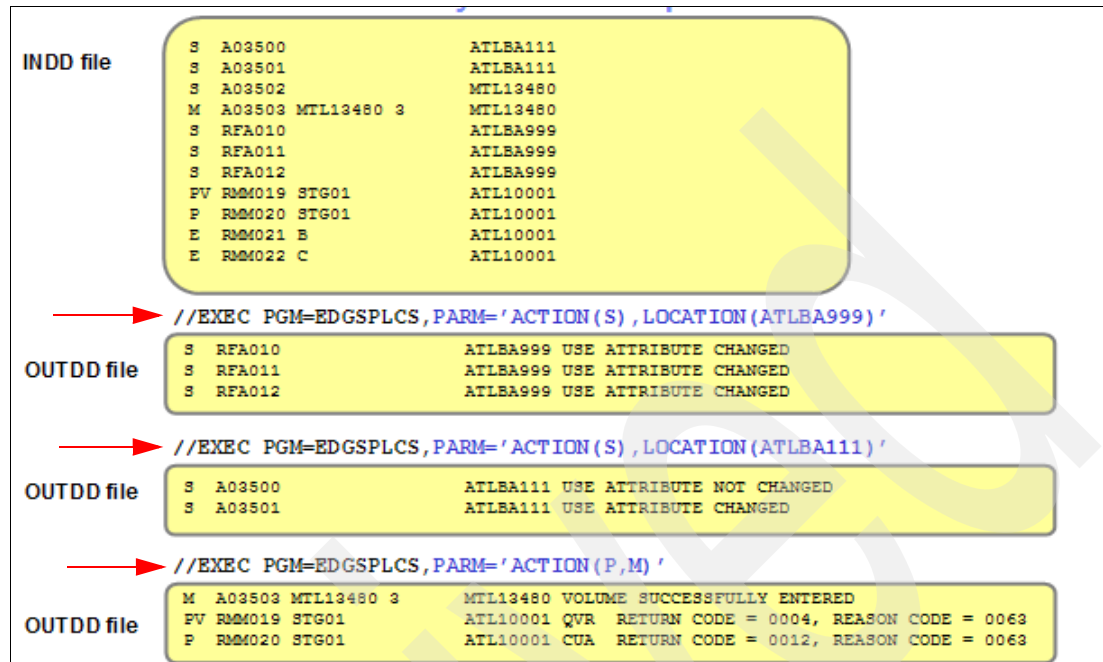 INDD file
S A03500 ATLBA111
S A03501 ATLBA111
S A03502 MTL13480
M A03503 MTL13480 3 MTL13480
S RFA010 ATLBA999
S RFA011 ATLBA999
S RFA012 ATLBA999
PV RMM019 STG01 ATL10001
P RMM020 STG01 ATL10001
E RMM021 B ATL10001
E RMM022 C ATL10001
//EXEC PGM=EDGSPLCS,PARM='ACTION(S),LOCATION(ATLBA999)'
OUTDD file
S RFA010 ATLBA999 USE ATTRIBUTE CHANGED
S RFA011 ATLBA999 USE ATTRIBUTE CHANGED
S RFA012 ATLBA999 USE ATTRIBUTE CHANGED
//EXEC PGM=EDGSPLCS,PARM='ACTION(S),LOCATION(ATLBA111)'
OUTDD file
S A03500 ATLBA111 USE ATTRIBUTE NOT CHANGED
S A03501 ATLBA111 USE ATTRIBUTE CHANGED
//EXEC PGM=EDGSPLCS,PARM='ACTION(P,M)'
OUTDD file
M A03503 MTL13480 3 MTL13480 VOLUME SUCCESSFULLY ENTERED
PV RMM019 STG01 ATL10001 QVR RETURN CODE = 0004, REASON CODE = 0063
P RMM020 STG01 ATL10001 CUA RETURN CODE = 0012, REASON CODE = 0063